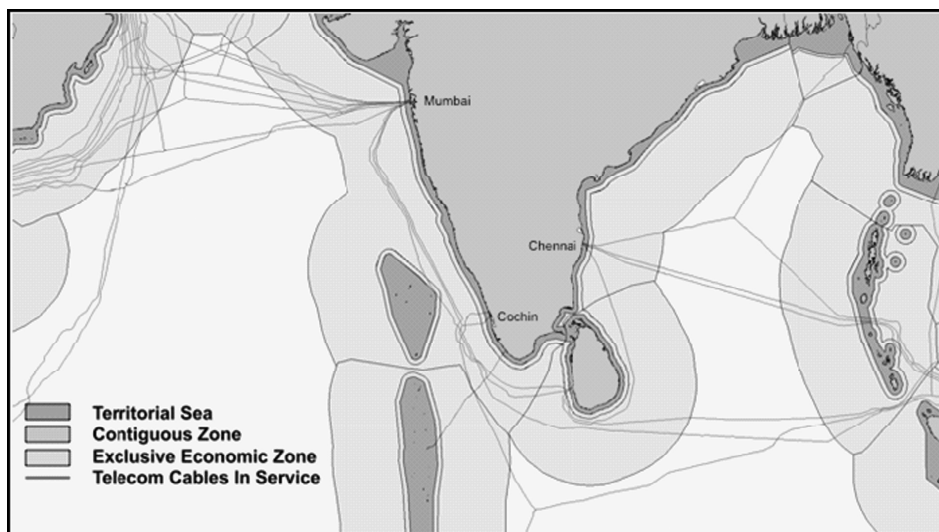 Mumbai
Chennai
Cochin
Territorial Sea
Contiguous Zone
Exclusive Economic Zone
Telecom Cables In Service